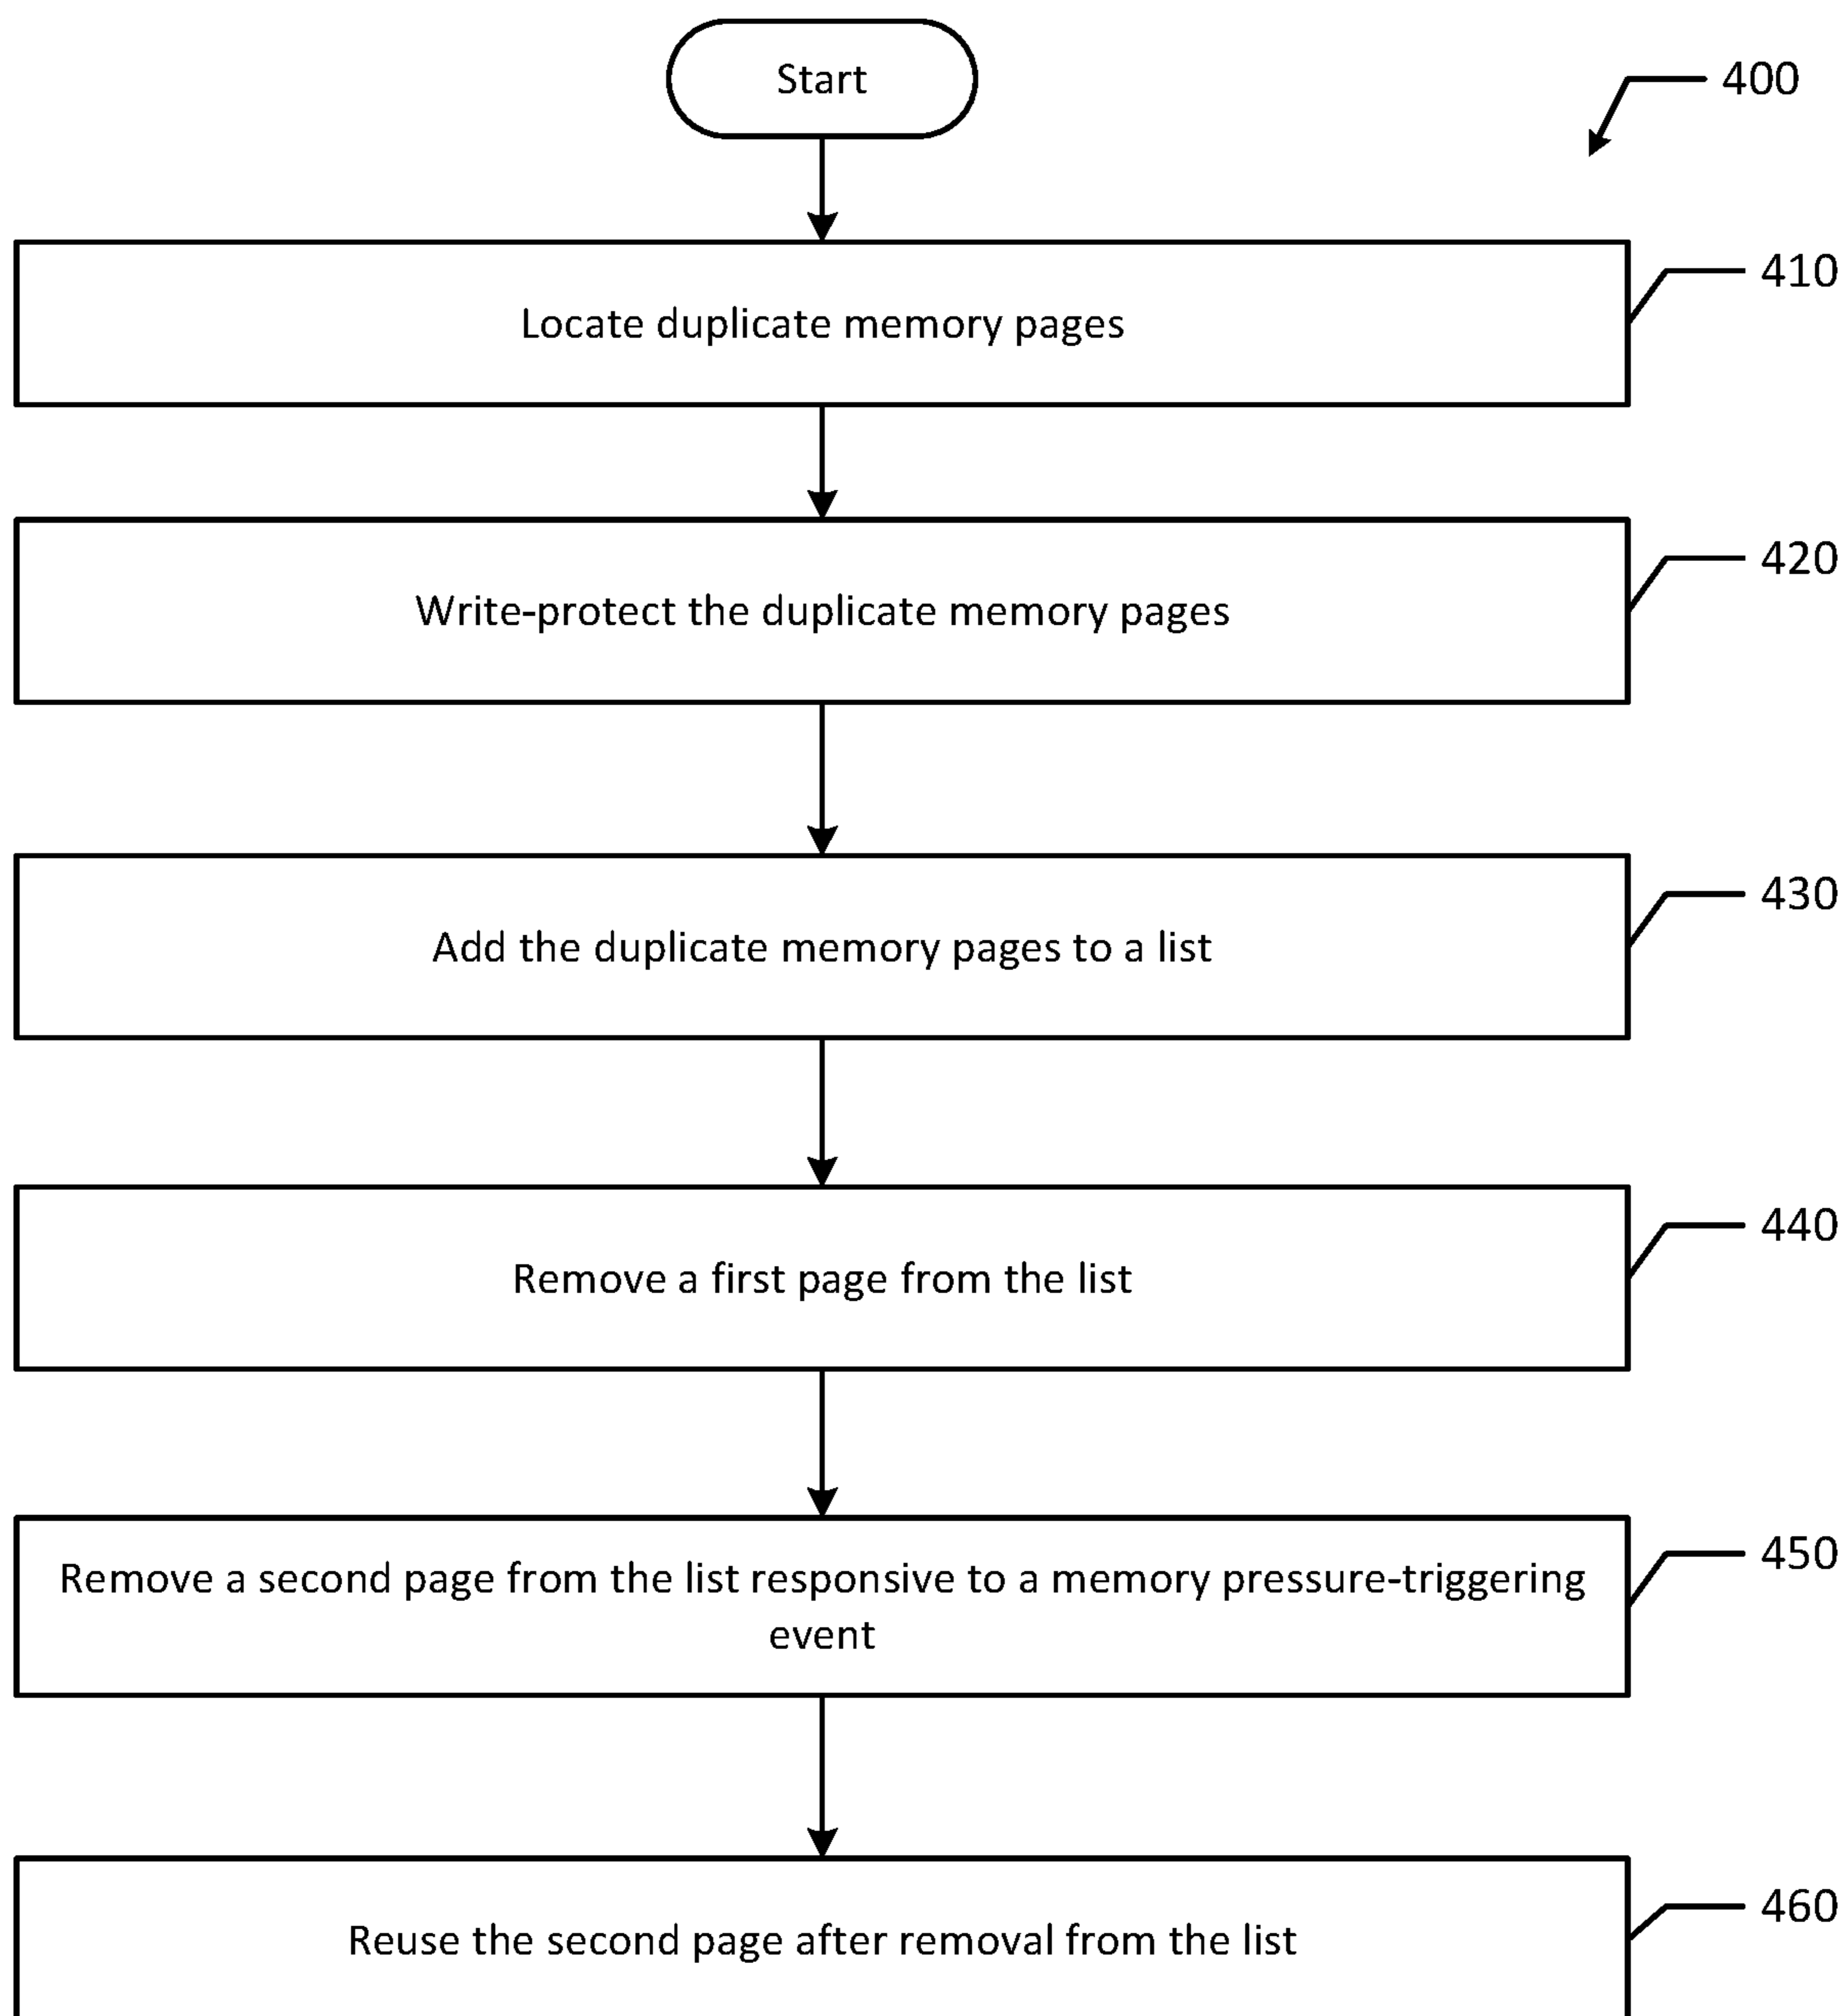 Start
400
410
Locate duplicate memory pages
420
Write-protect the duplicate memory pages
430
Add the duplicate memory pages to a list
440
Remove a first page from the list
450
Remove a second page from the list responsive to a memory pressure-triggering
event
460
Reuse the second page after removal from the list